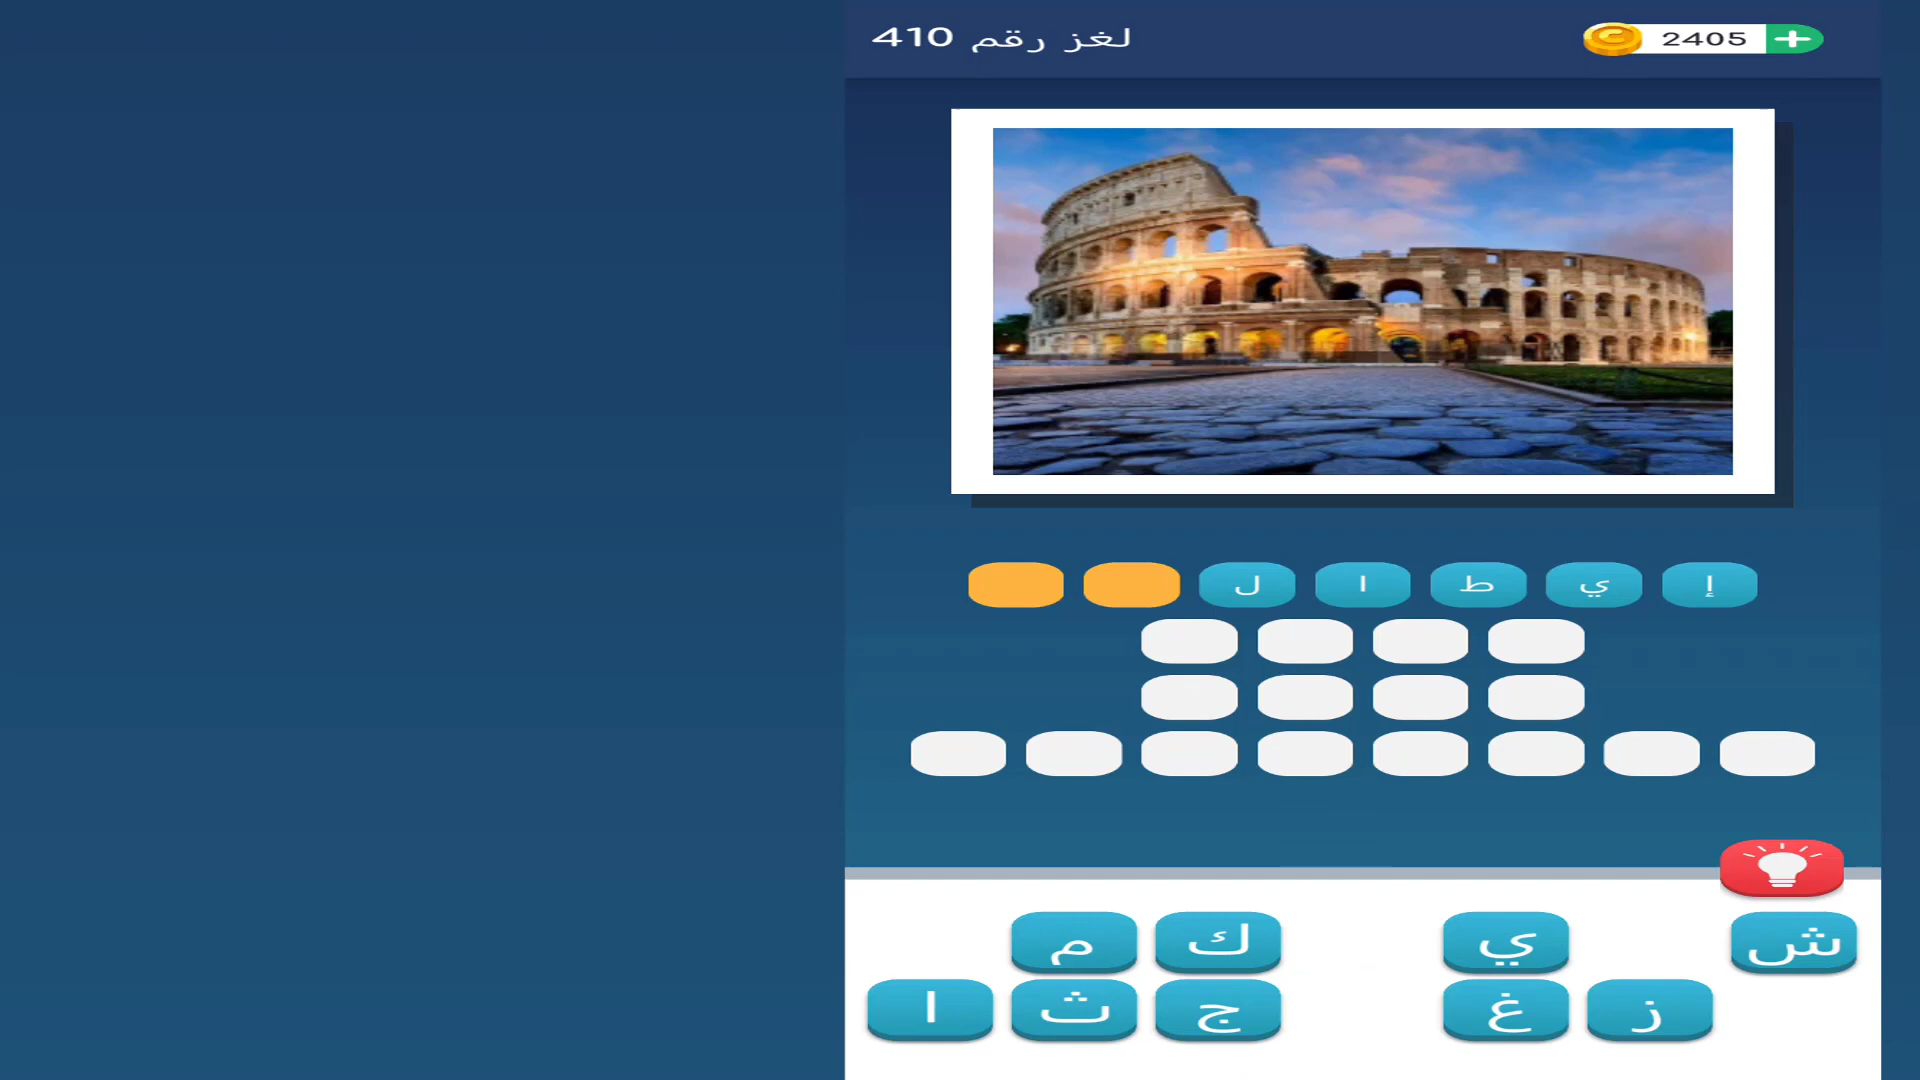 لغز رقم 410
2405
إ ي ط ا ل
م ك ي ش
ا ث ج غ ز